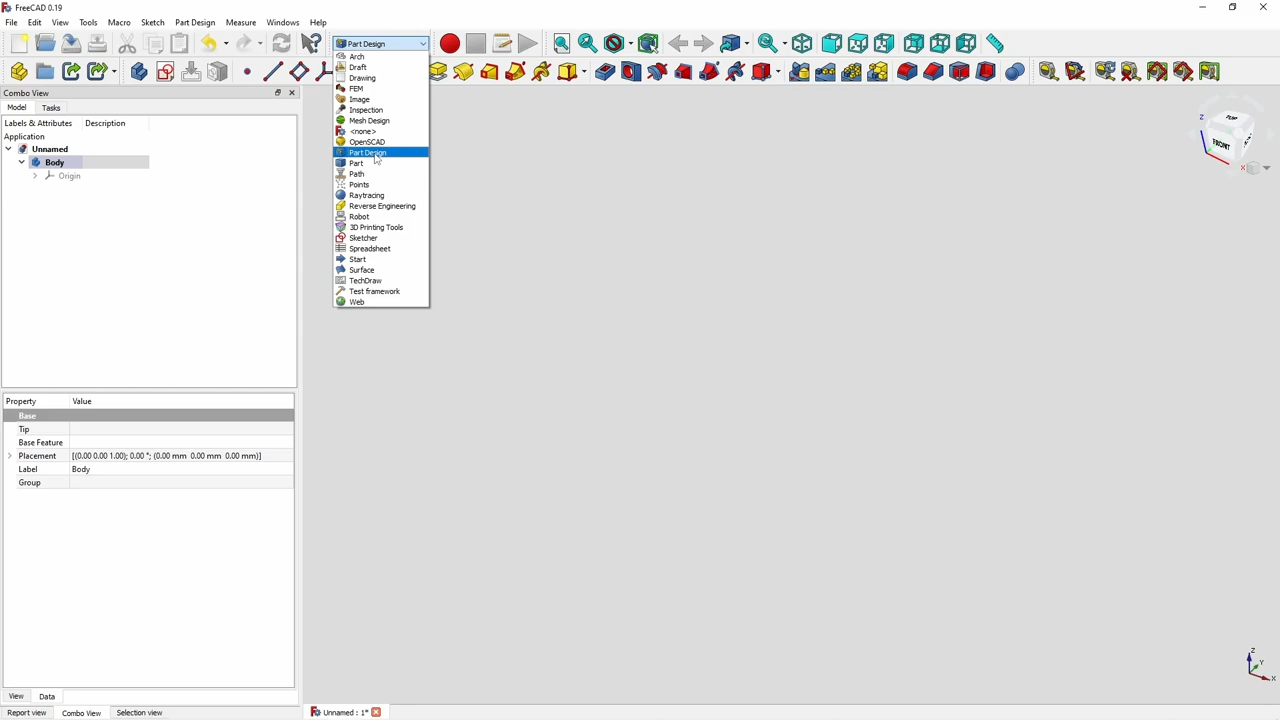 FreeCAD 0.19
File Edit View Tools Macro Sketch Part Design Measure Windows Help
Part Design
Arch
Draft
Drawing
FEM
Image
Inspection
Mesh Design
<none>
OpenSCAD
Part Design
Part
Path
Points
Raytracing
Reverse Engineering
Robot
3D Printing Tools
Sketcher
Spreadsheet
Start
Surface
TechDraw
Test framework
Web
Combo View
Model Tasks
Labels & Attributes Description
Application
Unnamed
Body
Origin
Property Value
Base
Tip
Base Feature
Placement [(0.00 0.00 1.00); 0.00 °; (0.00 mm 0.00 mm 0.00 mm)]
Label Body
Group
View Data
Report view Combo View Selection view
Unnamed : 1*
Z
FRONT
X
Z
Y
X